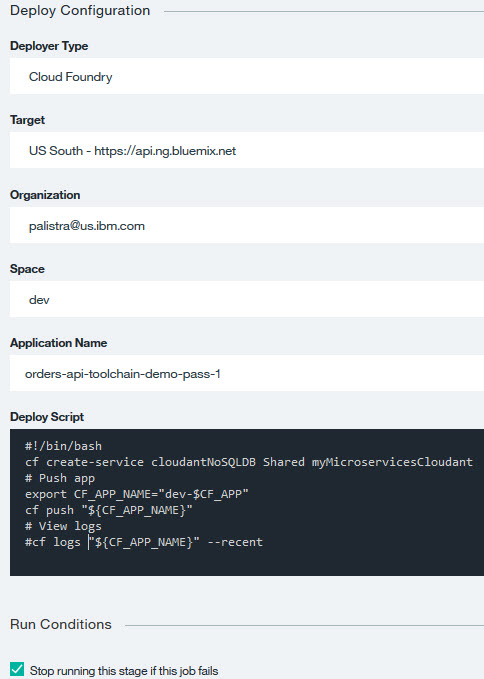 Deploy Configuration
Deployer Type
Cloud Foundry
Target
US South - https://api.ng.bluemix.net
Organization
palistra@us.ibm.com
Space
dev
Application Name
orders-api-toolchain-demo-pass-1
Deploy Script
#!/bin/bash
cf create-service cloudantNoSQLDB Shared myMicroservicesCloudant
# Push app
export CF_APP_NAME="dev-$CF_APP"
cf push "${CF_APP_NAME}"
# View logs
#cf logs "${CF_APP_NAME}" --recent
Run Conditions
Stop running this stage if this job fails